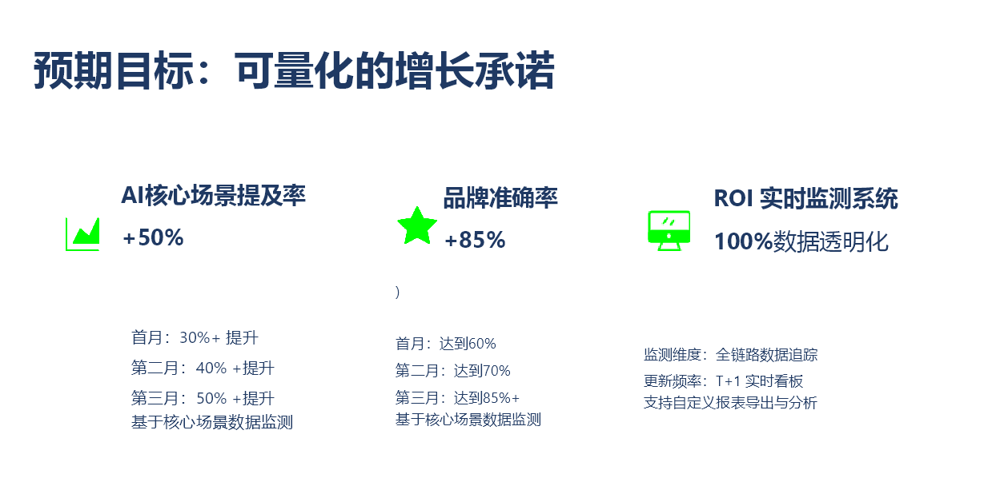 预期目标：可量化的增长承诺
AI核心场景提及率
+50%
首月：30%+ 提升
第二月：40% +提升
第三月：50% +提升
基于核心场景数据监测
品牌准确率
+85%
）
首月：达到60%
第二月：达到70%
第三月：达到85%+
基于核心场景数据监测
ROI 实时监测系统
100%数据透明化
监测维度：全链路数据追踪
更新频率：T+1 实时看板
支持自定义报表导出与分析